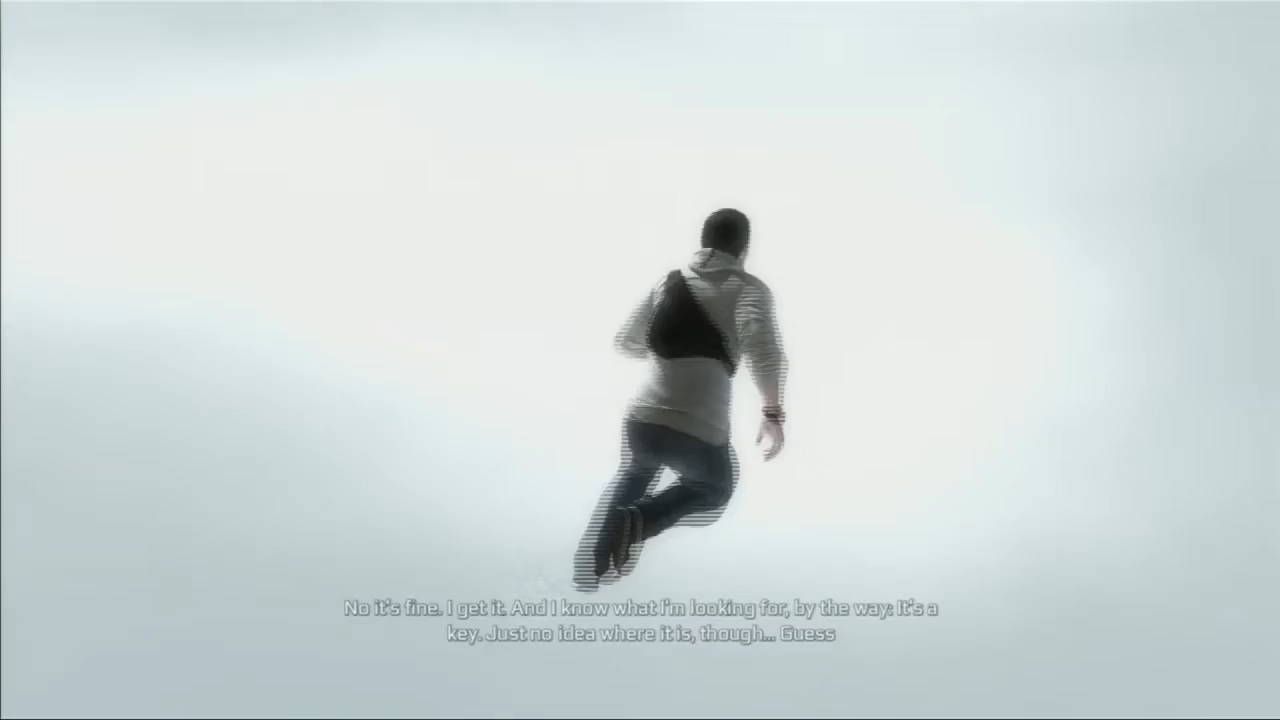 No it's fine. I get it. And I know what I'm looking for, by the way: It's a
key. Just no idea where it is, though... Guess